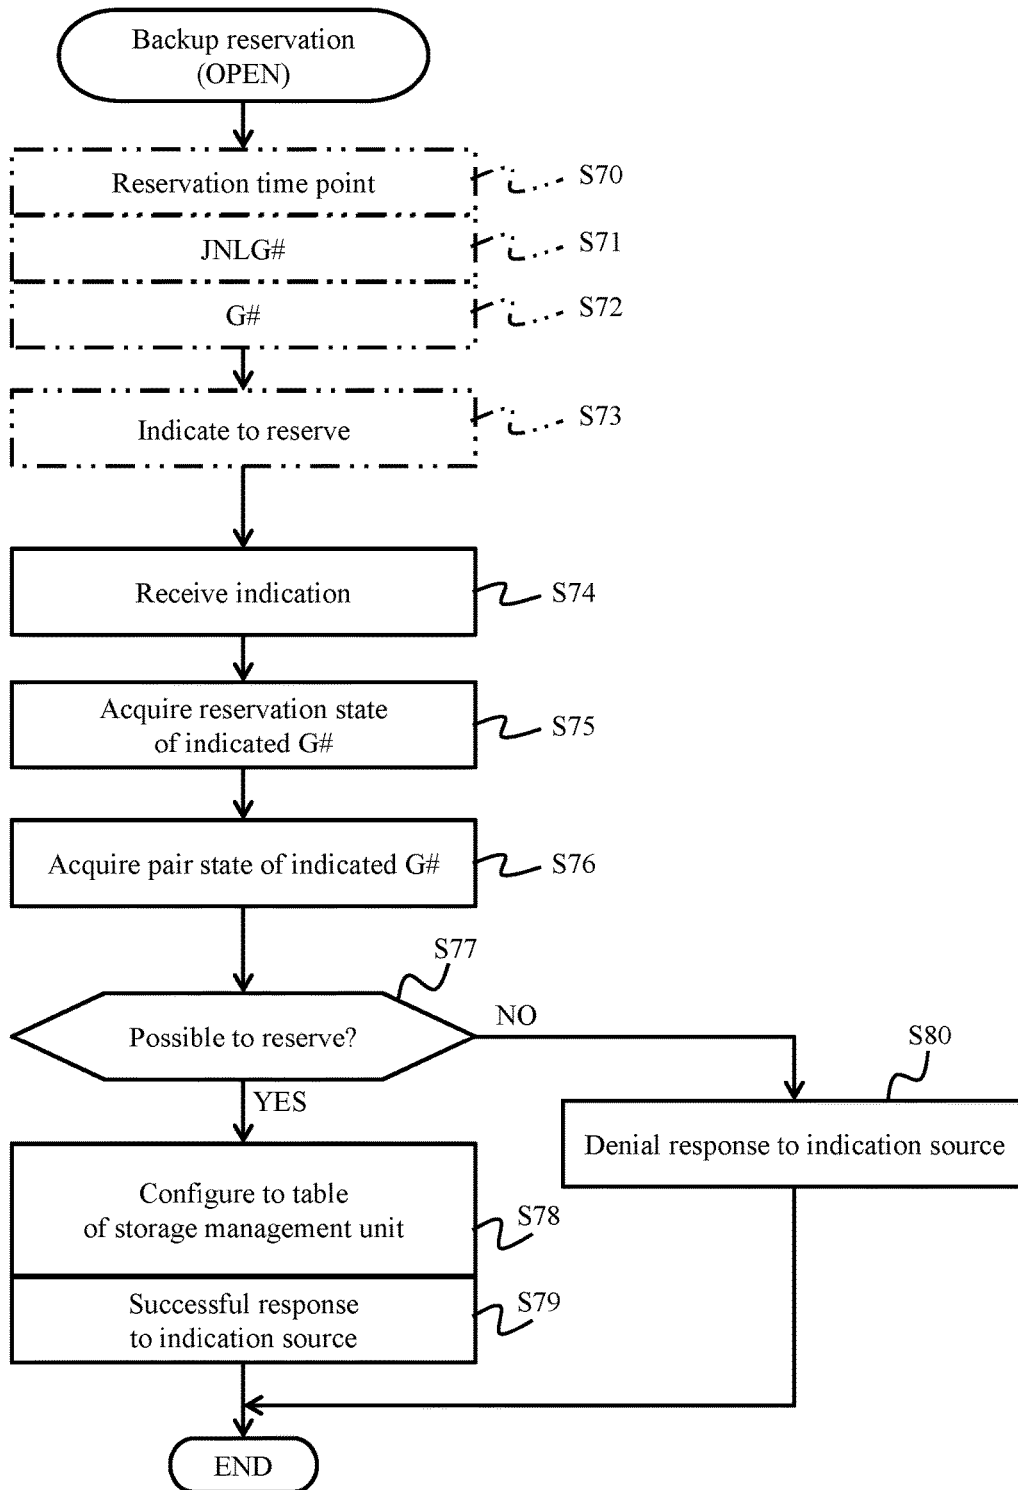 Backup reservation
(OPEN)
Reservation time point
S70
JNLG#
S71
G#
S72
Indicate to reserve
S73
Receive indication
S74
Acquire reservation state
of indicated G#
S75
Acquire pair state of indicated G#
S76
S77
Possible to reserve?
NO
YES
S80
Denial response to indication source
Configure to table
of storage management unit
S78
Successful response
to indication source
S79
END